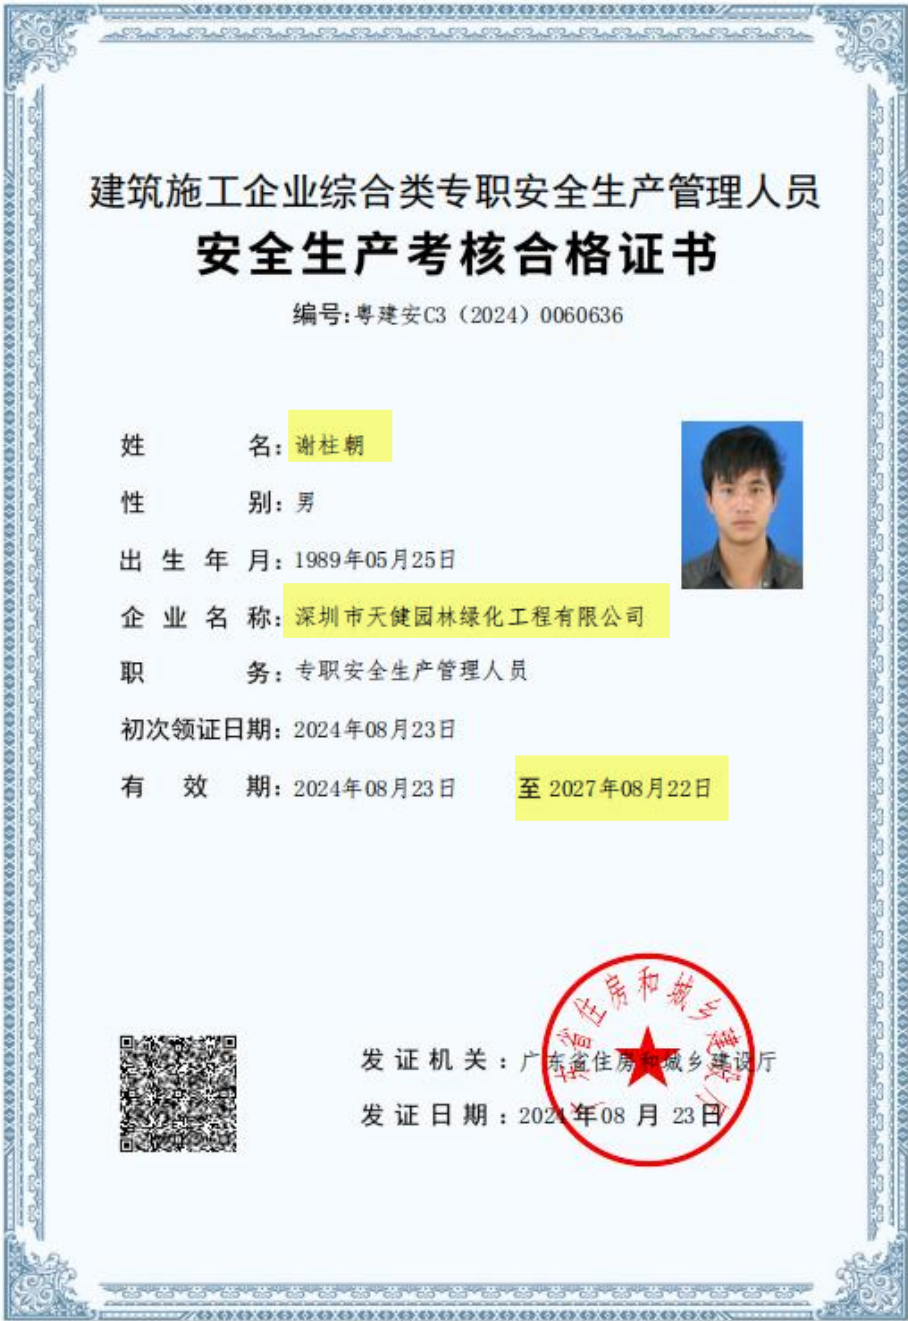 建筑施工企业综合类专职安全生产管理人员
安全生产考核合格证书
编号:粤建安C3（2024）0060636
姓名：谢柱朝
性别：男
出生年月：1989年05月25日
企业名称：深圳市天健园林绿化工程有限公司
职务：专职安全生产管理人员
初次领证日期：2024年08月23日
有效期：2024年08月23日 至 2027年08月22日
广东省住房和城乡建设厅
发证机关：广东省住房和城乡建设厅
发证日期：2024年08月23日